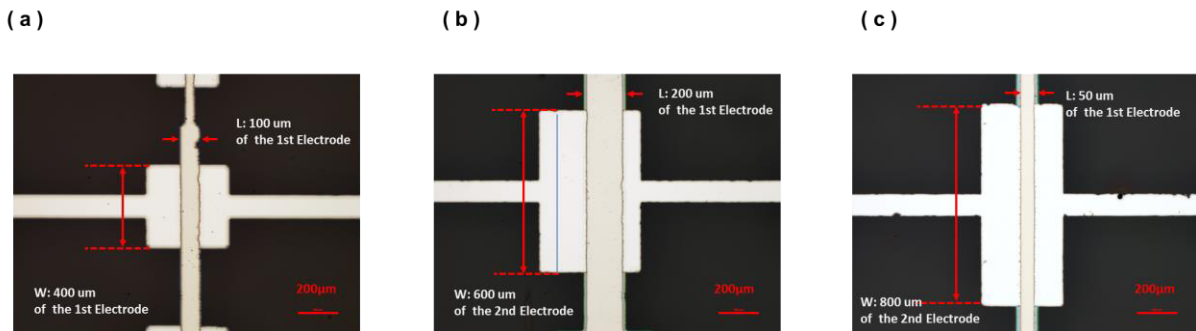 ( a )
( b )
( c )
L: 100 um
of the 1st Electrode
W: 400 um
of the 1st Electrode
200μm
L: 200 um
of the 1st Electrode
W: 600 um
of the 2nd Electrode
200μm
L: 50 um
of the 1st Electrode
W: 800 um
of the 2nd Electrode
200μm